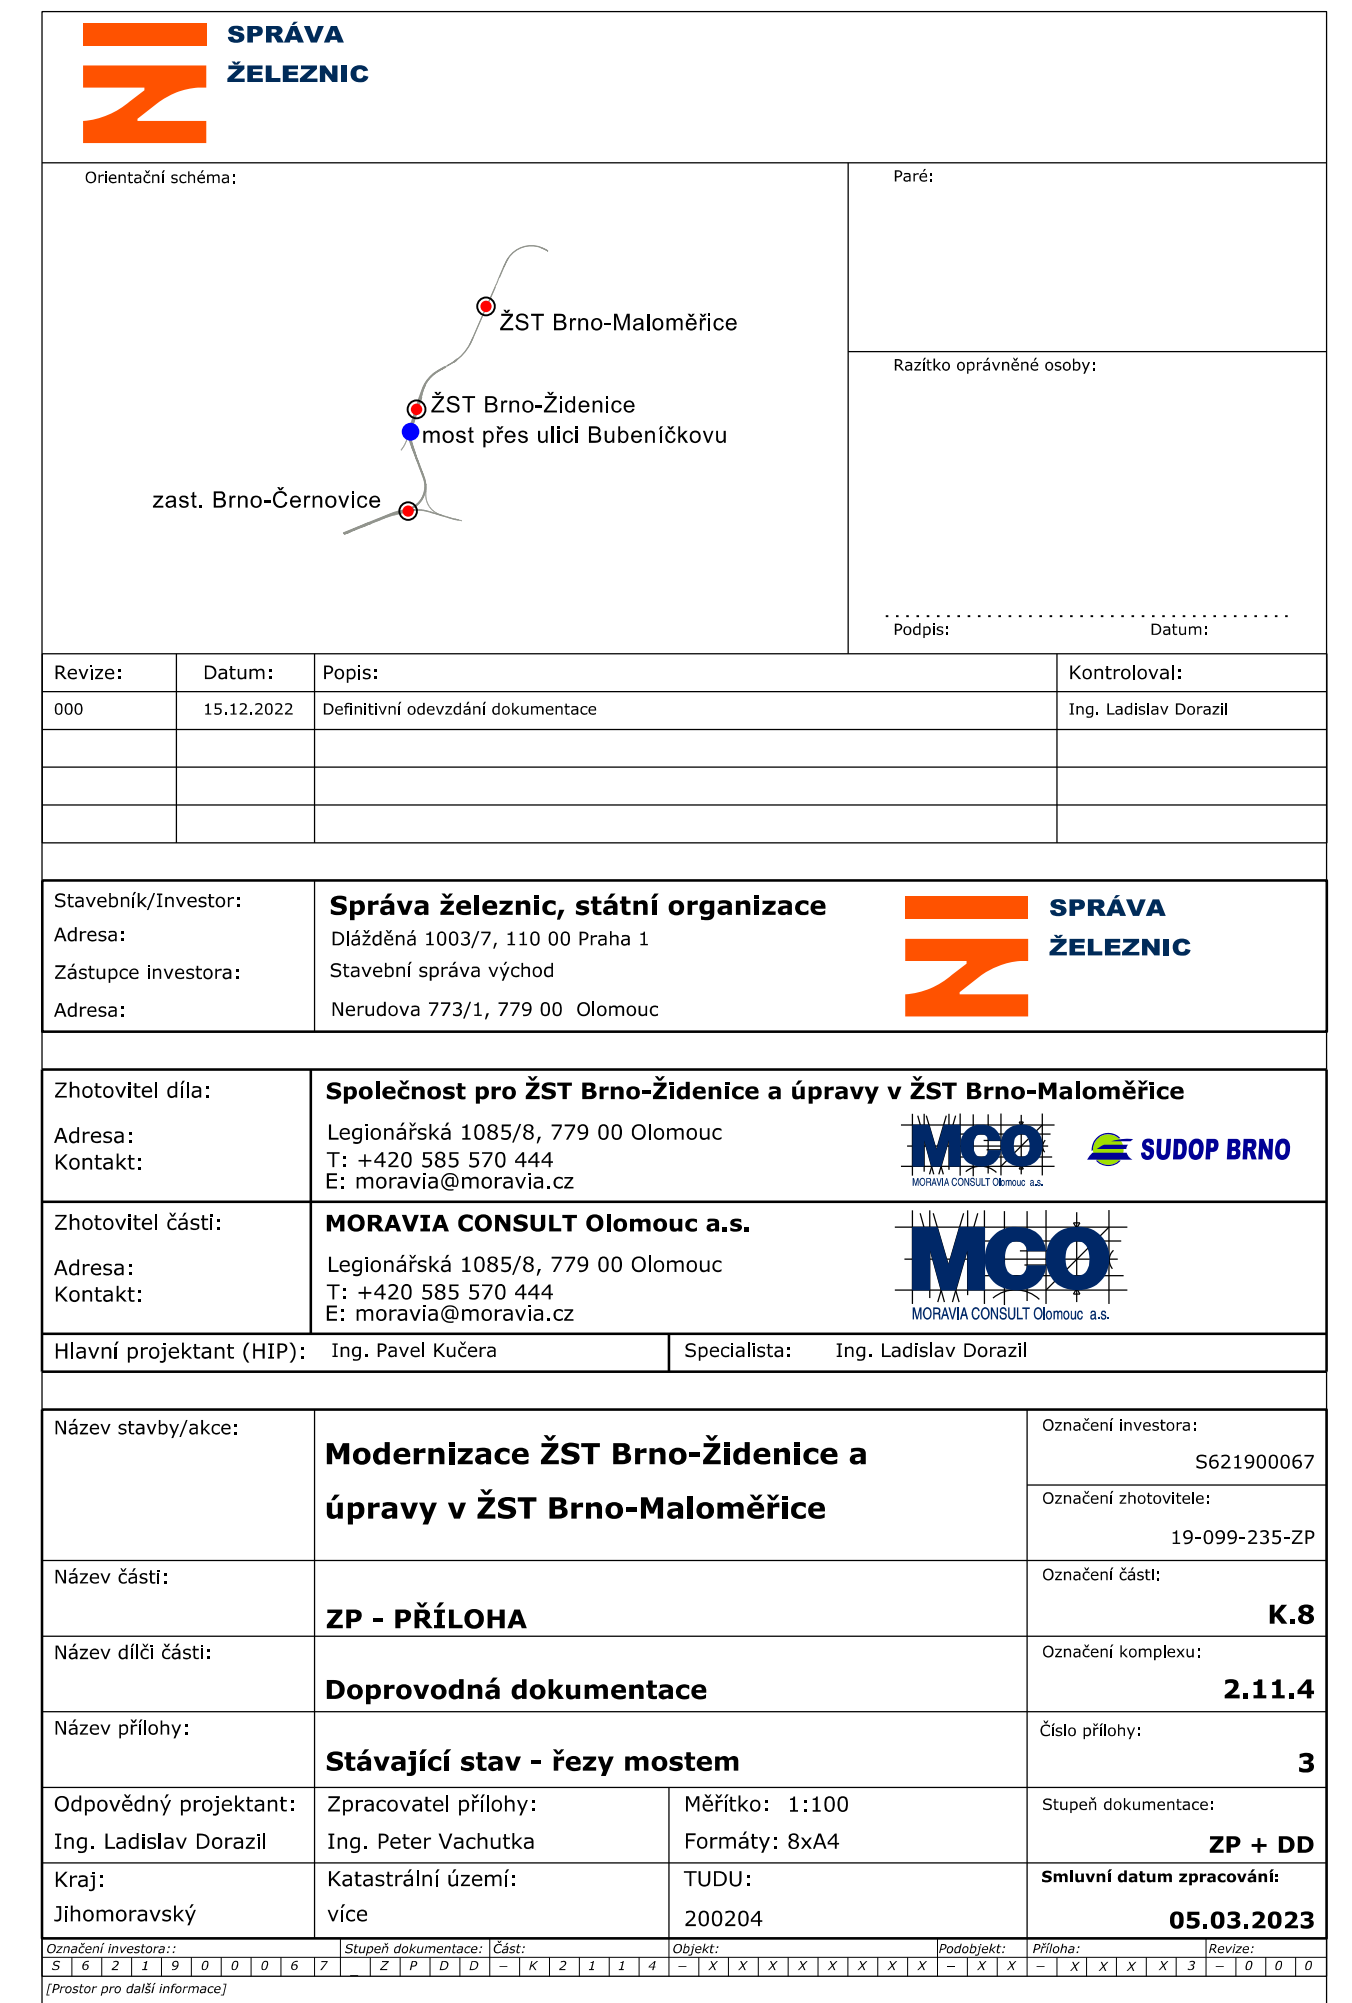 SPRÁVA
ŽELEZNIC
Orientační schéma:
Paré:
ŽST Brno-Maloměřice
ŽST Brno-Židenice
most přes ulici Bubeníčkovu
zast. Brno-Černovice
Razítko oprávněné osoby:
Podpis: Datum:
Revize: Datum: Popis: Kontroloval:
000 15.12.2022 Definitivní odevzdání dokumentace Ing. Ladislav Dorazil
Stavebník/Investor: Správa železnic, státní organizace
Adresa: Dlážděná 1003/7, 110 00 Praha 1
Zástupce investora: Stavební správa východ
Adresa: Nerudova 773/1, 779 00 Olomouc
SPRÁVA
ŽELEZNIC
Zhotovitel díla: Společnost pro ŽST Brno-Židenice a úpravy v ŽST Brno-Maloměřice
Adresa: Legionářská 1085/8, 779 00 Olomouc
Kontakt: T: +420 585 570 444
E: moravia@moravia.cz
MCO
MORAVIA CONSULT Olomouc a.s.
SUDOP BRNO
Zhotovitel části: MORAVIA CONSULT Olomouc a.s.
Adresa: Legionářská 1085/8, 779 00 Olomouc
Kontakt: T: +420 585 570 444
E: moravia@moravia.cz
MCO
MORAVIA CONSULT Olomouc a.s.
Hlavní projektant (HIP): Ing. Pavel Kučera Specialista: Ing. Ladislav Dorazil
Název stavby/akce: Modernizace ŽST Brno-Židenice a
úpravy v ŽST Brno-Maloměřice
Označení investora:
S621900067
Označení zhotovitele:
19-099-235-ZP
Název části: Označení části:
ZP - PŘÍLOHA K.8
Název dílči části: Označení komplexu:
Doprovodná dokumentace 2.11.4
Název přílohy: Číslo přílohy:
Stávající stav - řezy mostem 3
Odpovědný projektant: Zpracovatel přílohy: Měřítko: 1:100 Stupeň dokumentace:
Ing. Ladislav Dorazil Ing. Peter Vachutka Formáty: 8xA4 ZP + DD
Kraj: Katastrální území: TUDU: Smluvní datum zpracování:
Jihomoravský více 200204 05.03.2023
Označení investora:: Stupeň dokumentace: Část: Objekt: Podobjekt: Příloha: Revize:
S 6 2 1 9 0 0 0 6 7 _ Z P D D – K 2 1 1 4 – X X X X X X X X – X X – X X X X 3 – 0 0 0
[Prostor pro další informace]